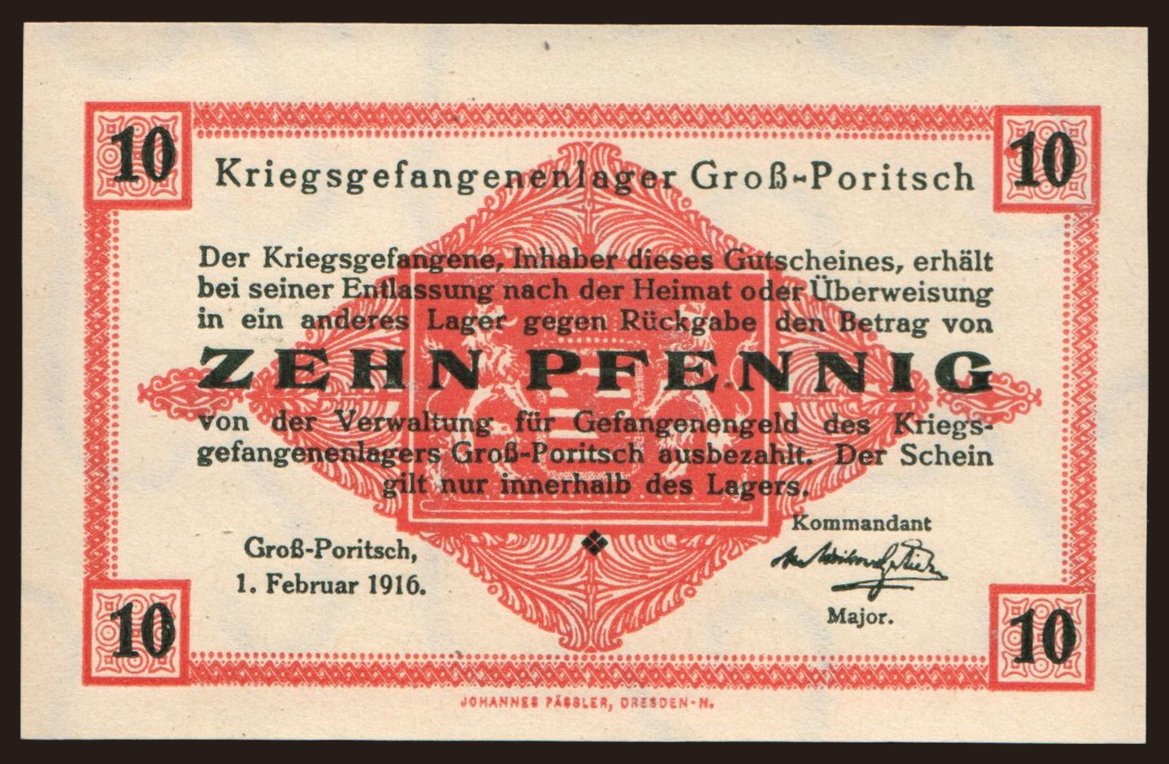 10 10
Kriegsgefangenenlager Groß-Poritsch
Der Kriegsgefangene, Inhaber dieses Gutscheines, erhält
bei seiner Entlassung nach der Heimat oder Überweisung
in ein anderes Lager gegen Rückgabe den Betrag von
ZEHN PFENNIG
von der Verwaltung für Gefangenengeld des Kriegs-
gefangenenlagers Groß-Poritsch ausbezahlt. Der Schein
gilt nur innerhalb des Lagers.
Kommandant
Groß-Poritsch,
1. Februar 1916.
Major.
10 10
JOHANNES PÄSSLER, DRESDEN-N.